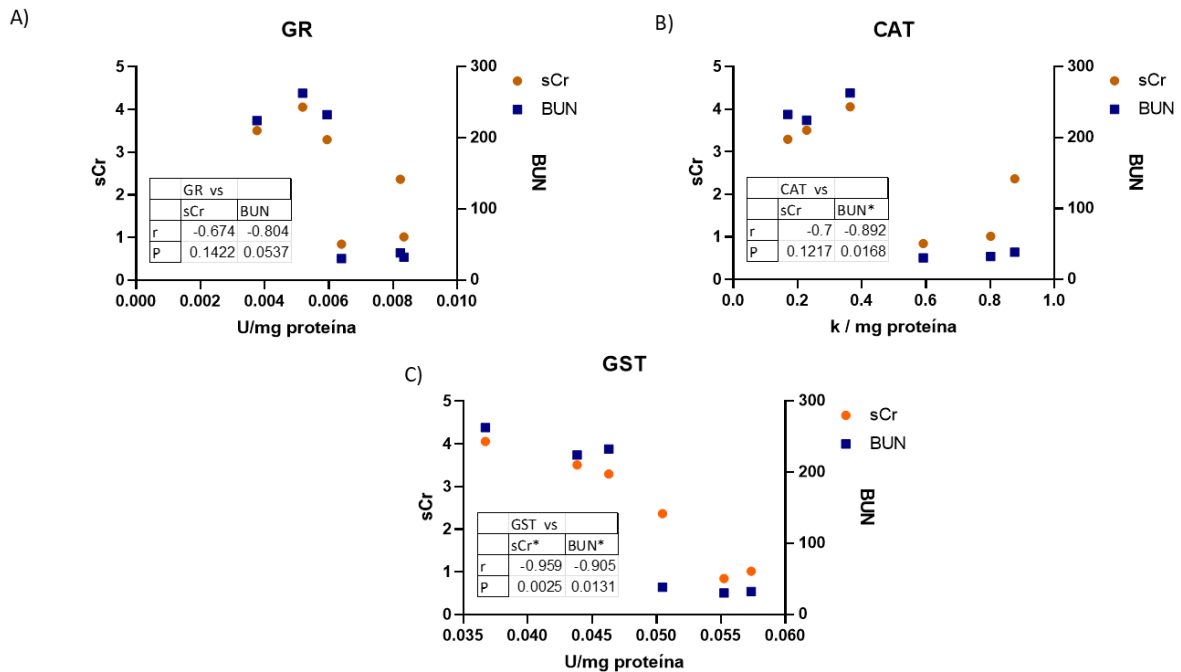 A)
GR
5
4
3
2
1
0
sCr
0.000 0.002 0.004 0.006 0.008 0.010
U/mg proteína
300
200
100
0
BUN
sCr
BUN
GR vs
sCr BUN
r -0.674 -0.804
P 0.1422 0.0537
B)
CAT
5
4
3
2
1
0
sCr
0.0 0.2 0.4 0.6 0.8 1.0
k / mg proteína
300
200
100
0
BUN
sCr
BUN
CAT vs
sCr BUN*
r -0.7 -0.892
P 0.1217 0.0168
C)
GST
5
4
3
2
1
0
sCr
0.035 0.040 0.045 0.050 0.055 0.060
U/mg proteína
300
200
100
0
BUN
sCr
BUN
GST vs
sCr* BUN*
r -0.959 -0.905
P 0.0025 0.0131